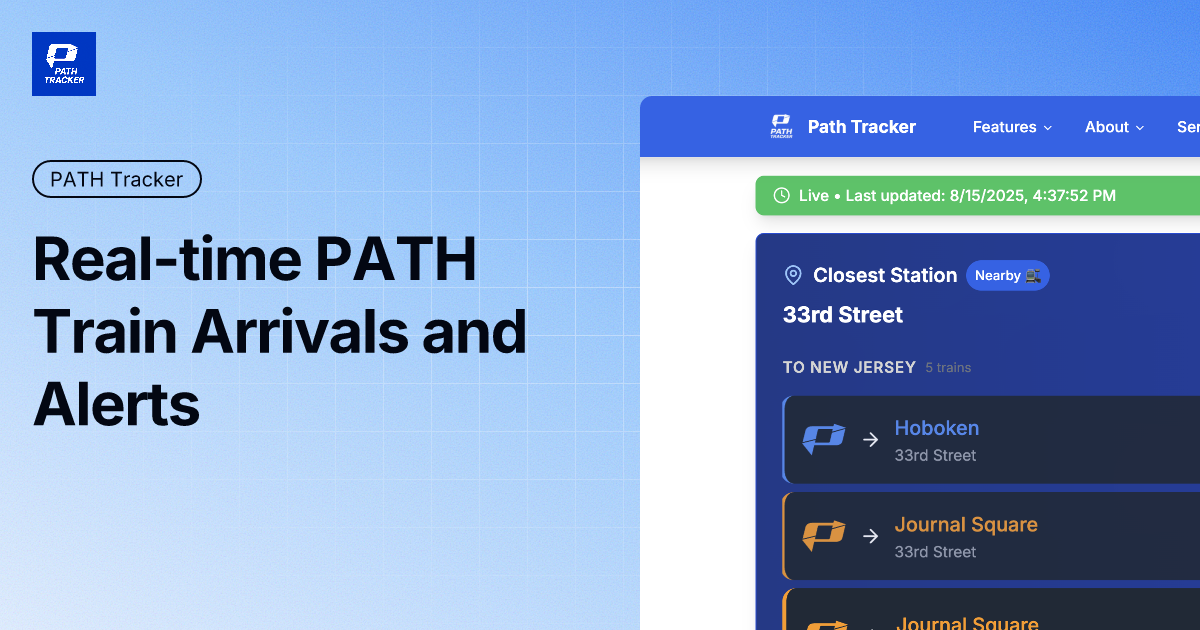 PATH
TRACKER
PATH Tracker
Real-time PATH
Train Arrivals and
Alerts
PATH
TRACKER
Path Tracker
Features
About
Ser
Live • Last updated: 8/15/2025, 4:37:52 PM
Closest Station
Nearby
33rd Street
TO NEW JERSEY 5 trains
Hoboken
33rd Street
Journal Square
33rd Street
Journal Square